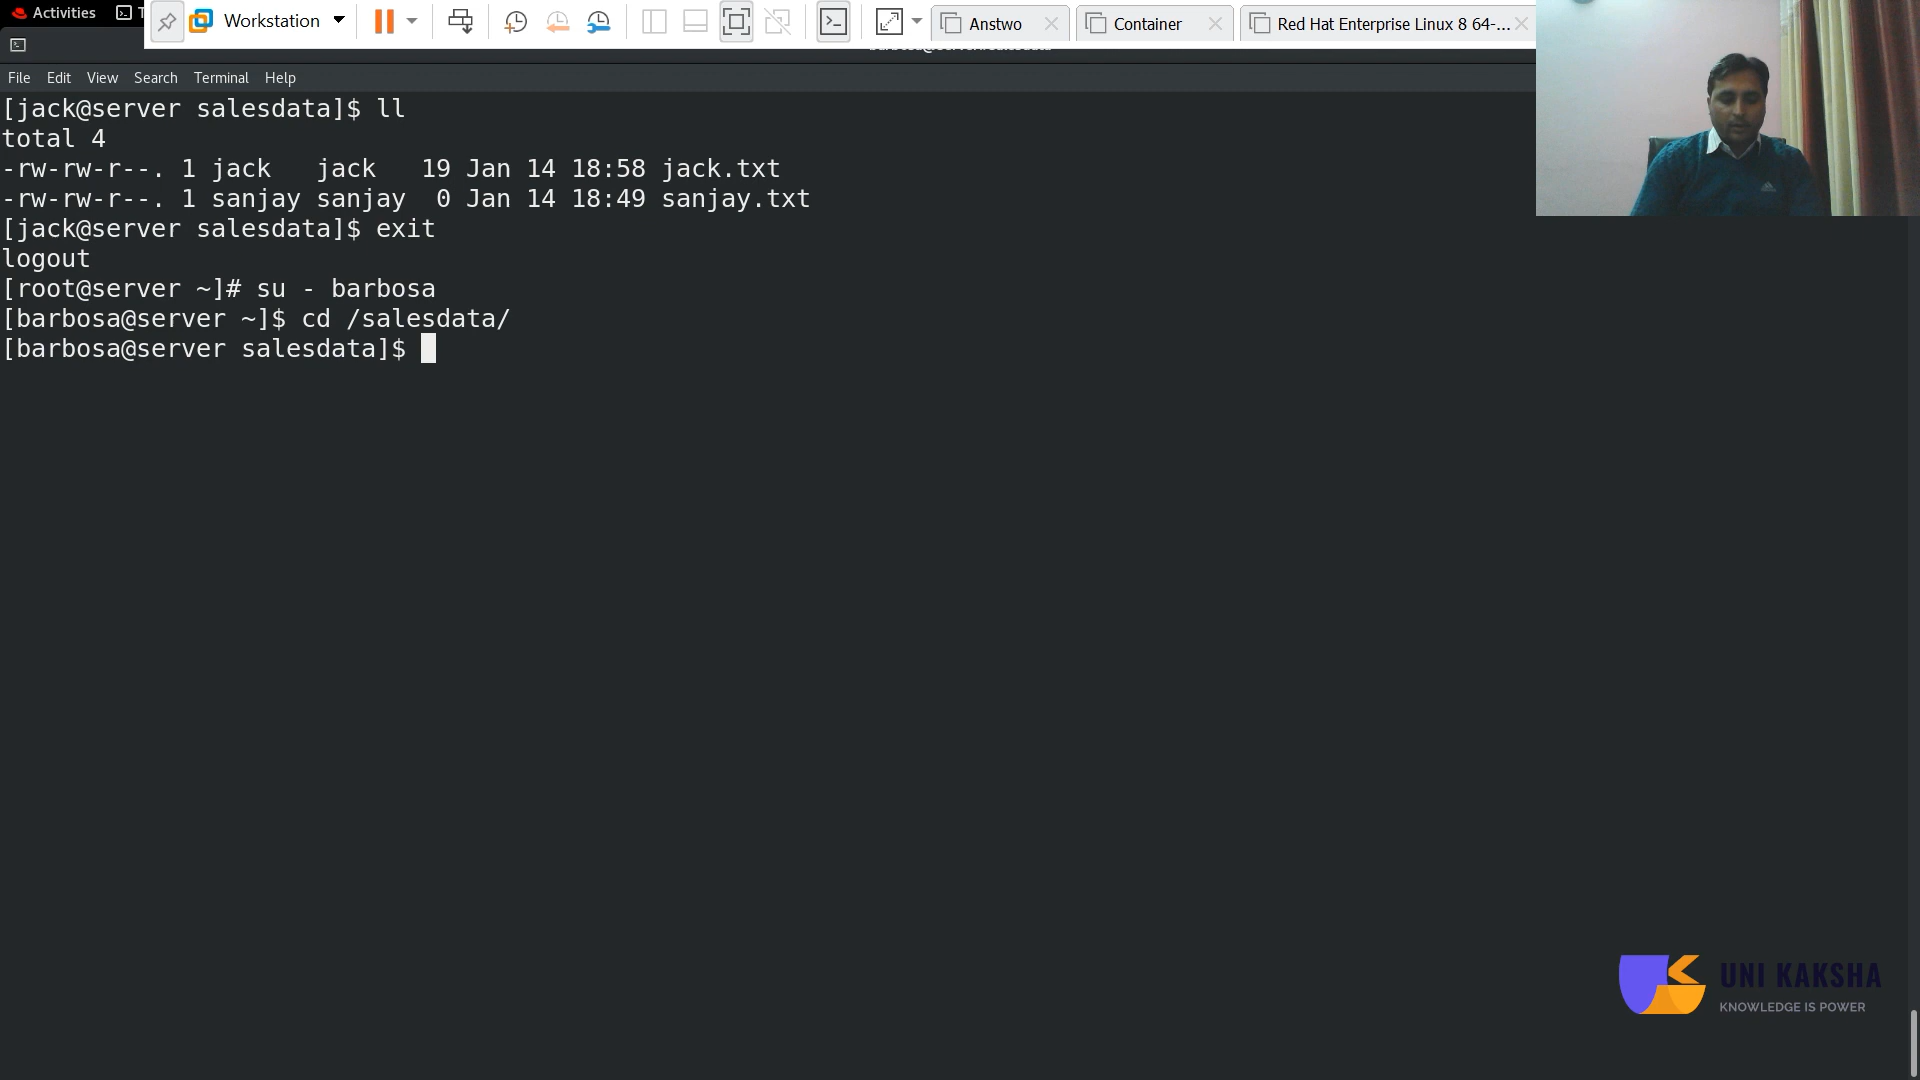 Activities
Workstation
Anstwo
Container
Red Hat Enterprise Linux 8 64-...
File Edit View Search Terminal Help
[jack@server salesdata]$ ll
total 4
-rw-rw-r--. 1 jack   jack   19 Jan 14 18:58 jack.txt
-rw-rw-r--. 1 sanjay sanjay  0 Jan 14 18:49 sanjay.txt
[jack@server salesdata]$ exit
logout
[root@server ~]# su - barbosa
[barbosa@server ~]$ cd /salesdata/
[barbosa@server salesdata]$
UNI KAKSHA
KNOWLEDGE IS POWER